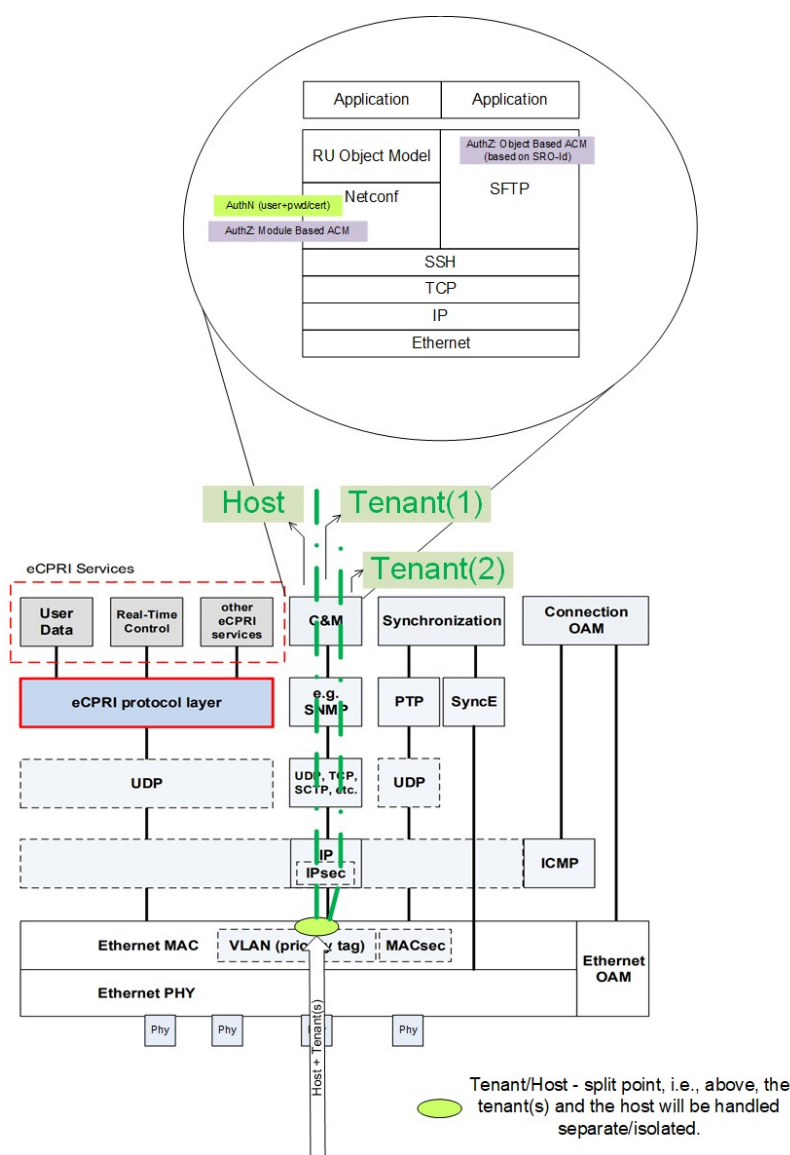 Application
Application
RU Object Model
AuthZ: Object Based ACM
(based on SRO-Id)
Netconf
SFTP
AuthN (user+pwd/cert)
AuthZ: Module Based ACM
SSH
TCP
IP
Ethernet
Host
Tenant(1)
Tenant(2)
eCPRI Services
User
Data
Real-Time
Control
other
eCPRI
services
C&M
Synchronization
Connection
OAM
eCPRI protocol layer
e.g.
SNMP
PTP
SyncE
UDP
UDP, TCP,
SCTP, etc.
UDP
IP
IPsec
ICMP
Ethernet MAC
VLAN (priority tag)
MACsec
Ethernet
OAM
Ethernet PHY
Phy
Phy
Phy
Phy
Host + Tenant(s)
Tenant/Host - split point, i.e., above, the
tenant(s) and the host will be handled
separate/isolated.